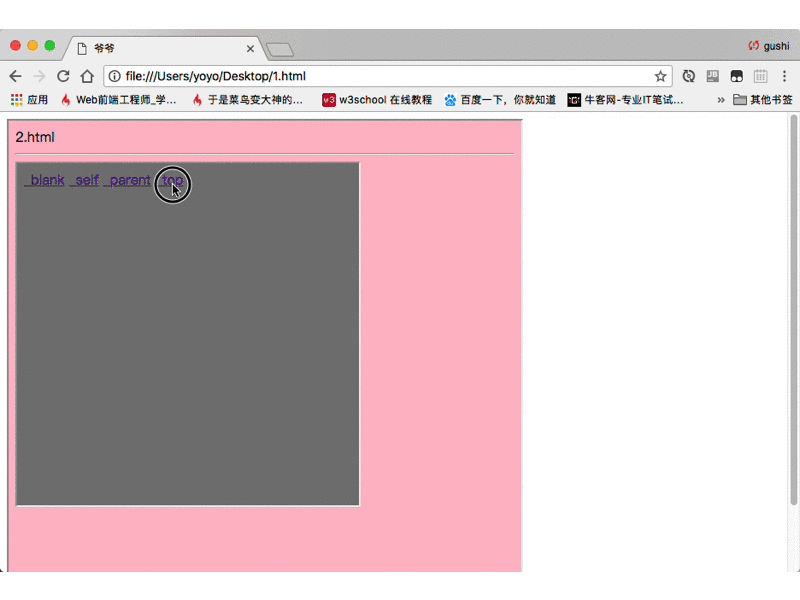 爷爷
gushi
file:///Users/yoyo/Desktop/1.html
应用 Web前端工程师_学… 于是菜鸟变大神的… w3 w3school 在线教程 百度一下，你就知道 牛客网-专业IT笔试… » 其他书签
2.html
_blank _self _parent _top